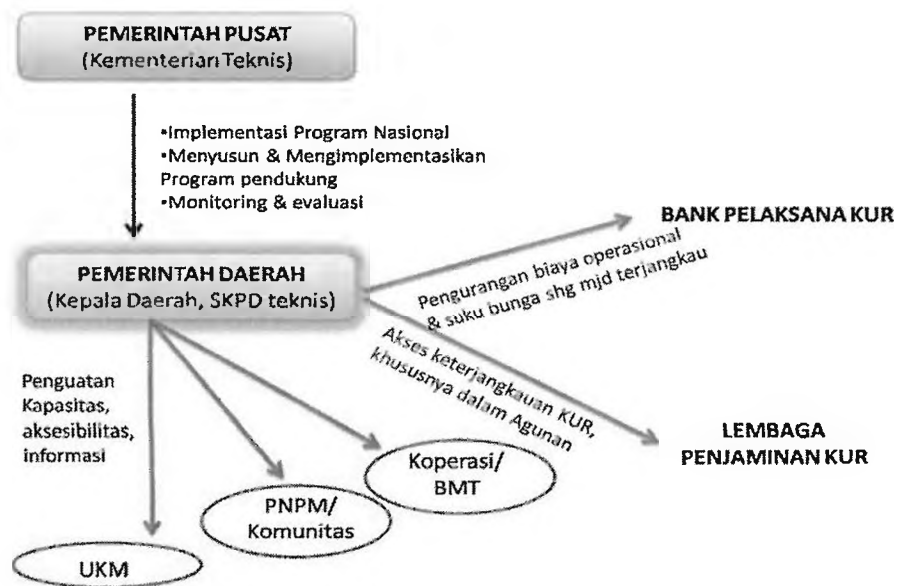 PEMERINTAH PUSAT
(Kementerian Teknis)
•Implementasi Program Nasional
•Menyusun & Mengimplementasikan
Program pendukung
•Monitoring & evaluasi
BANK PELAKSANA KUR
PEMERINTAH DAERAH
(Kepala Daerah, SKPD teknis)
Pengurangan biaya operasional
& suku bunga shg mjd terjangkau
Akses keterjangkauan KUR,
khususnya dalam Agunan
Penguatan
Kapasitas,
aksesibilitas,
informasi
LEMBAGA
PENJAMINAN KUR
Koperasi/
BMT
PNPM/
Komunitas
UKM